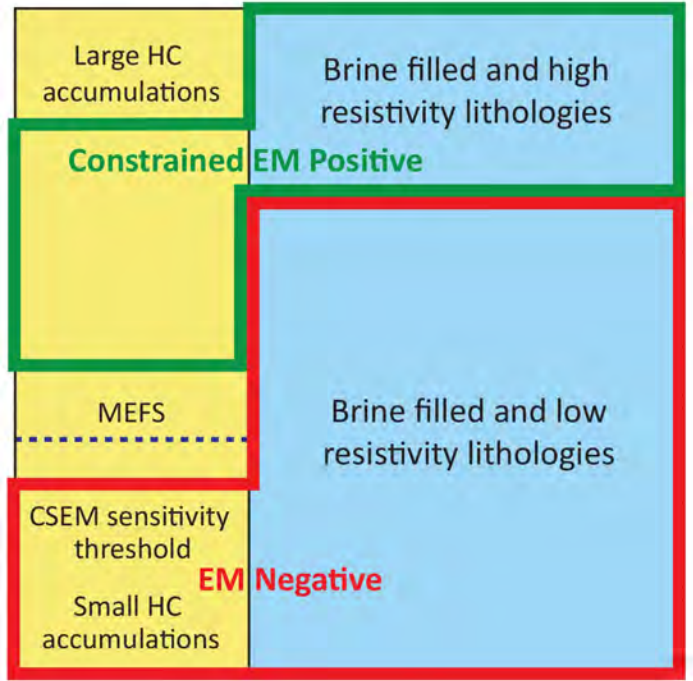 Large HC
accumulations
Brine filled and high
resistivity lithologies
Constrained EM Positive
MEFS
Brine filled and low
resistivity lithologies
CSEM sensitivity
threshold
EM Negative
Small HC
accumulations